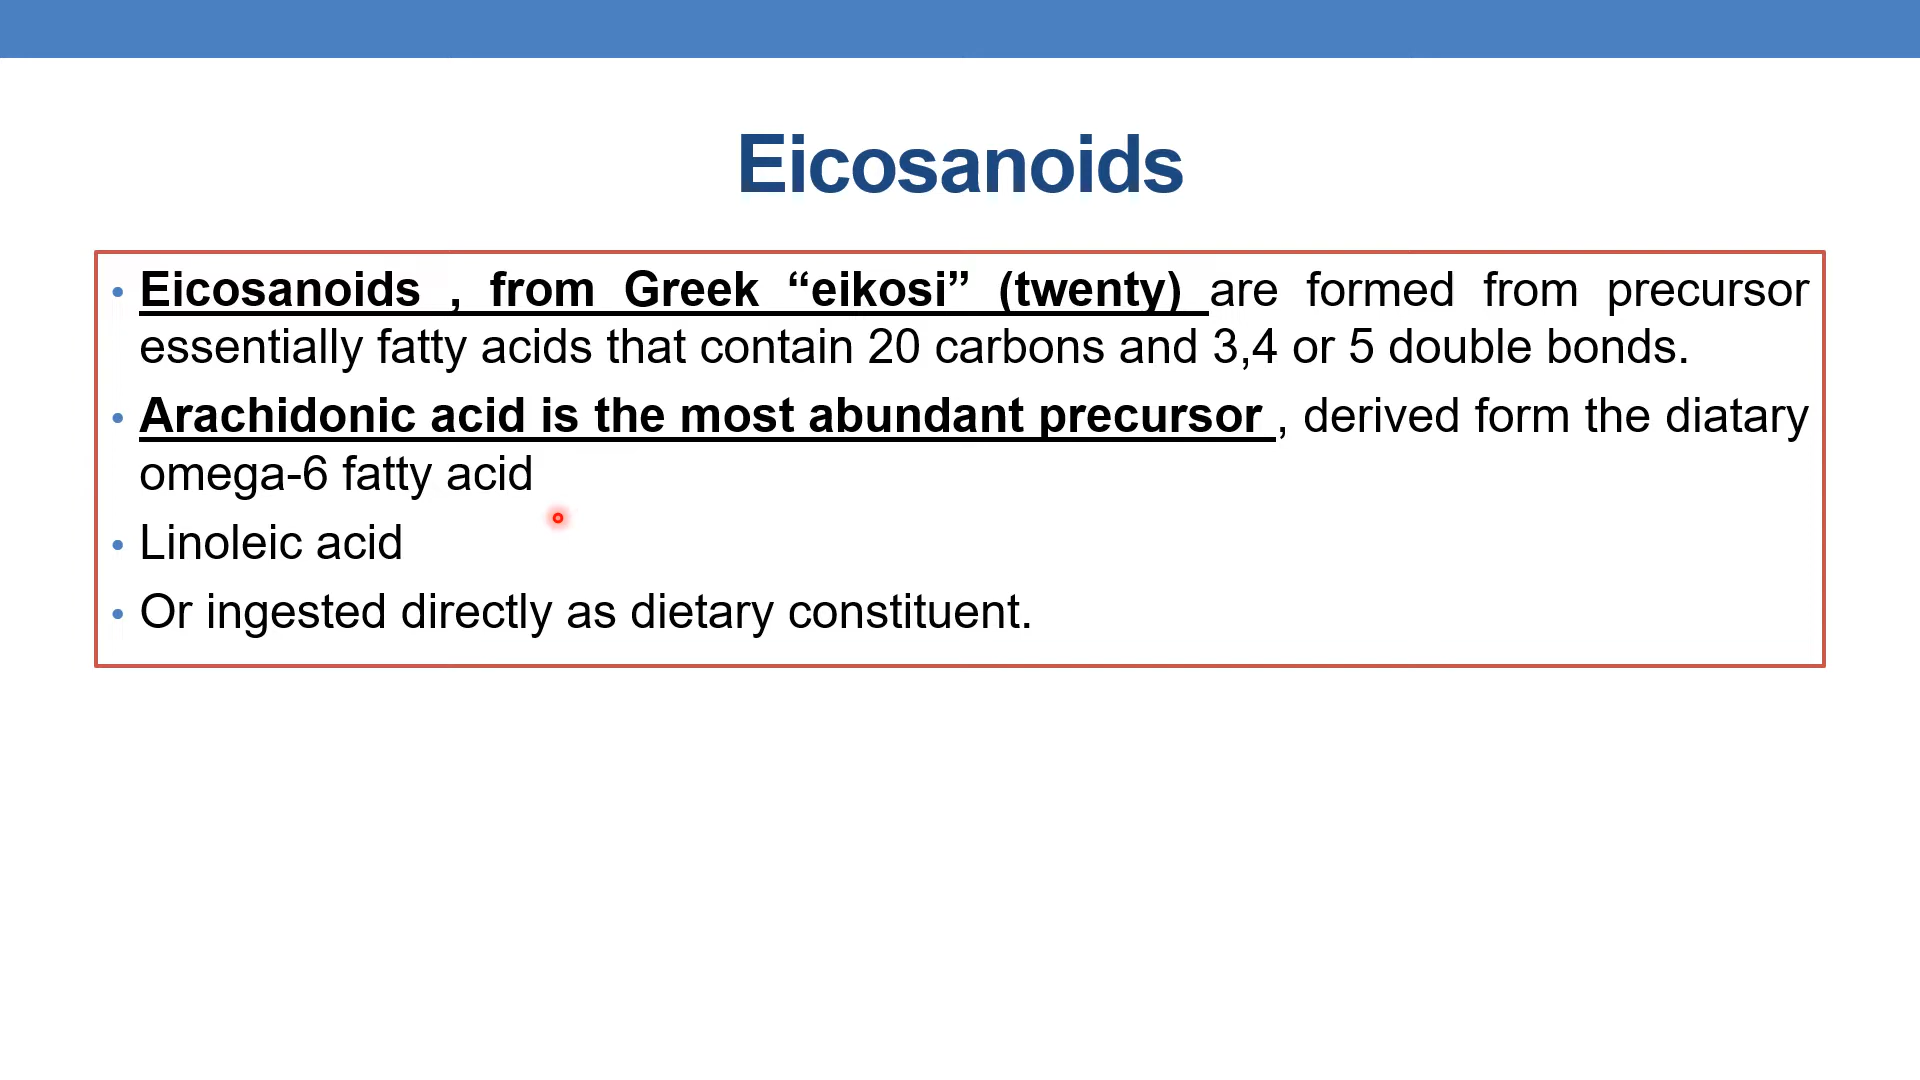 Eicosanoids
• Eicosanoids , from Greek “eikosi” (twenty) are formed from precursor
essentially fatty acids that contain 20 carbons and 3,4 or 5 double bonds.
• Arachidonic acid is the most abundant precursor , derived form the diatary
omega-6 fatty acid
• Linoleic acid
• Or ingested directly as dietary constituent.